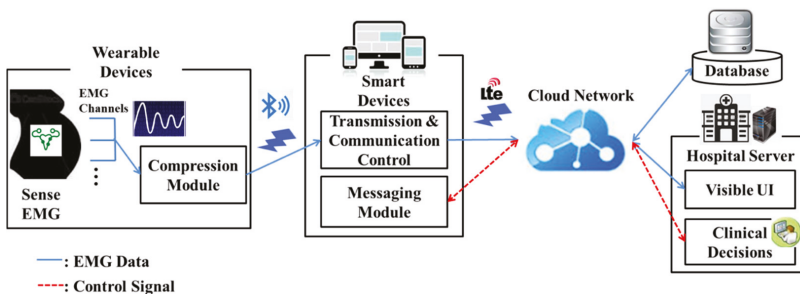 Wearable
Devices
EMG
Channels
Compression
Module
Sense
EMG
Smart
Devices
Transmission &
Communication
Control
Messaging
Module
Lte
Cloud Network
Database
Hospital Server
Visible UI
Clinical
Decisions
: EMG Data
: Control Signal